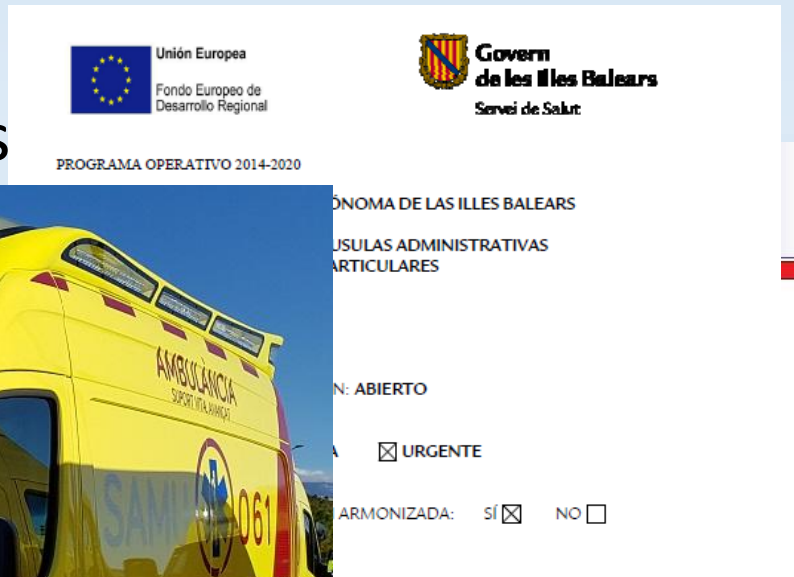 Unión Europea
Fondo Europeo de
Desarrollo Regional
Govern
de les Illes Balears
Servei de Salut
S
PROGRAMA OPERATIVO 2014-2020
ÓNOMA DE LAS ILLES BALEARS
USULAS ADMINISTRATIVAS
ARTICULARES
N: ABIERTO
A ☒ URGENTE
ARMONIZADA: SÍ ☒ NO ☐
AMBULÀNCIA
SUPORT VITAL AVANÇAT
SAMU 061